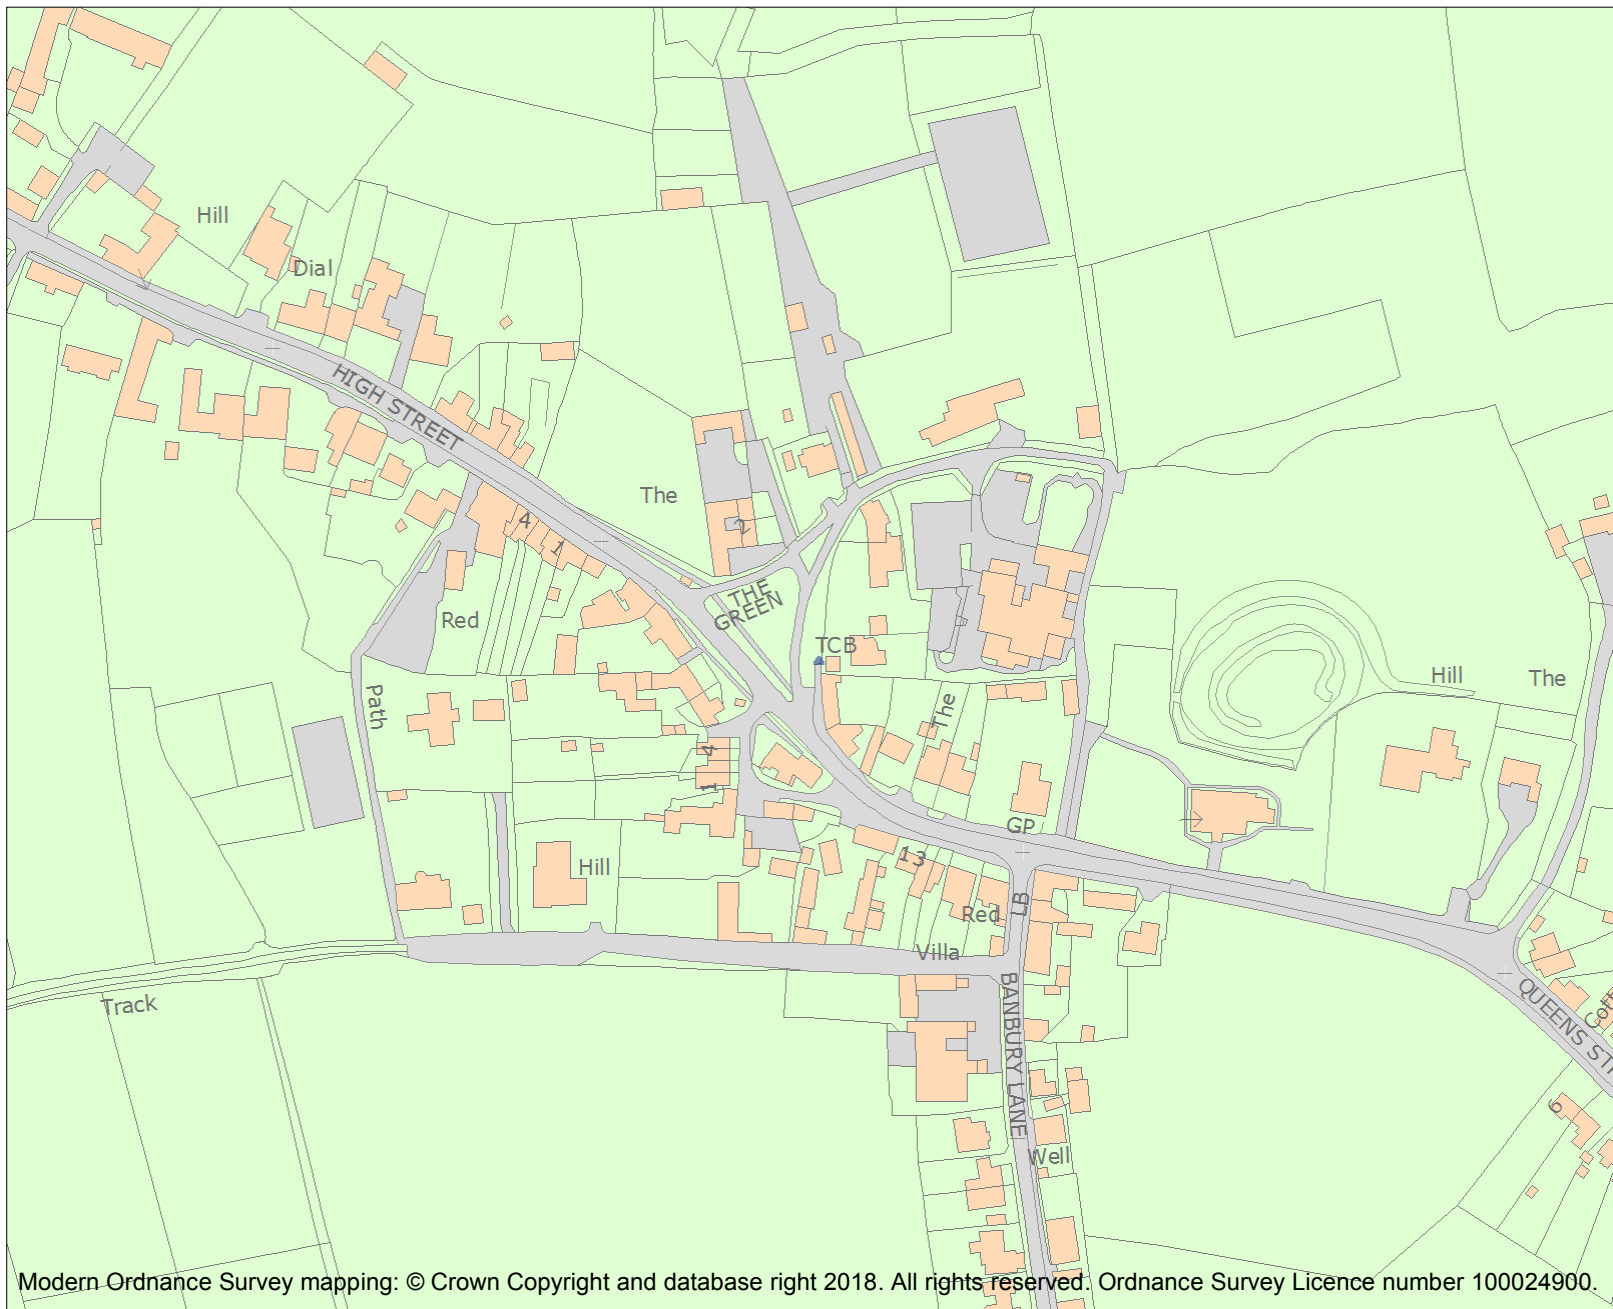 Hill
Dial
HIGH STREET
The
2
4
1
THE
GREEN
Red
TCB
Hill
The
Path
The
4
1
GP
13
Hill
Red
LB
Villa
Track
BANBURY LANE
QUEENS ST
6
Well
Modern Ordnance Survey mapping: © Crown Copyright and database right 2018. All rights reserved. Ordnance Survey Licence number 100024900.